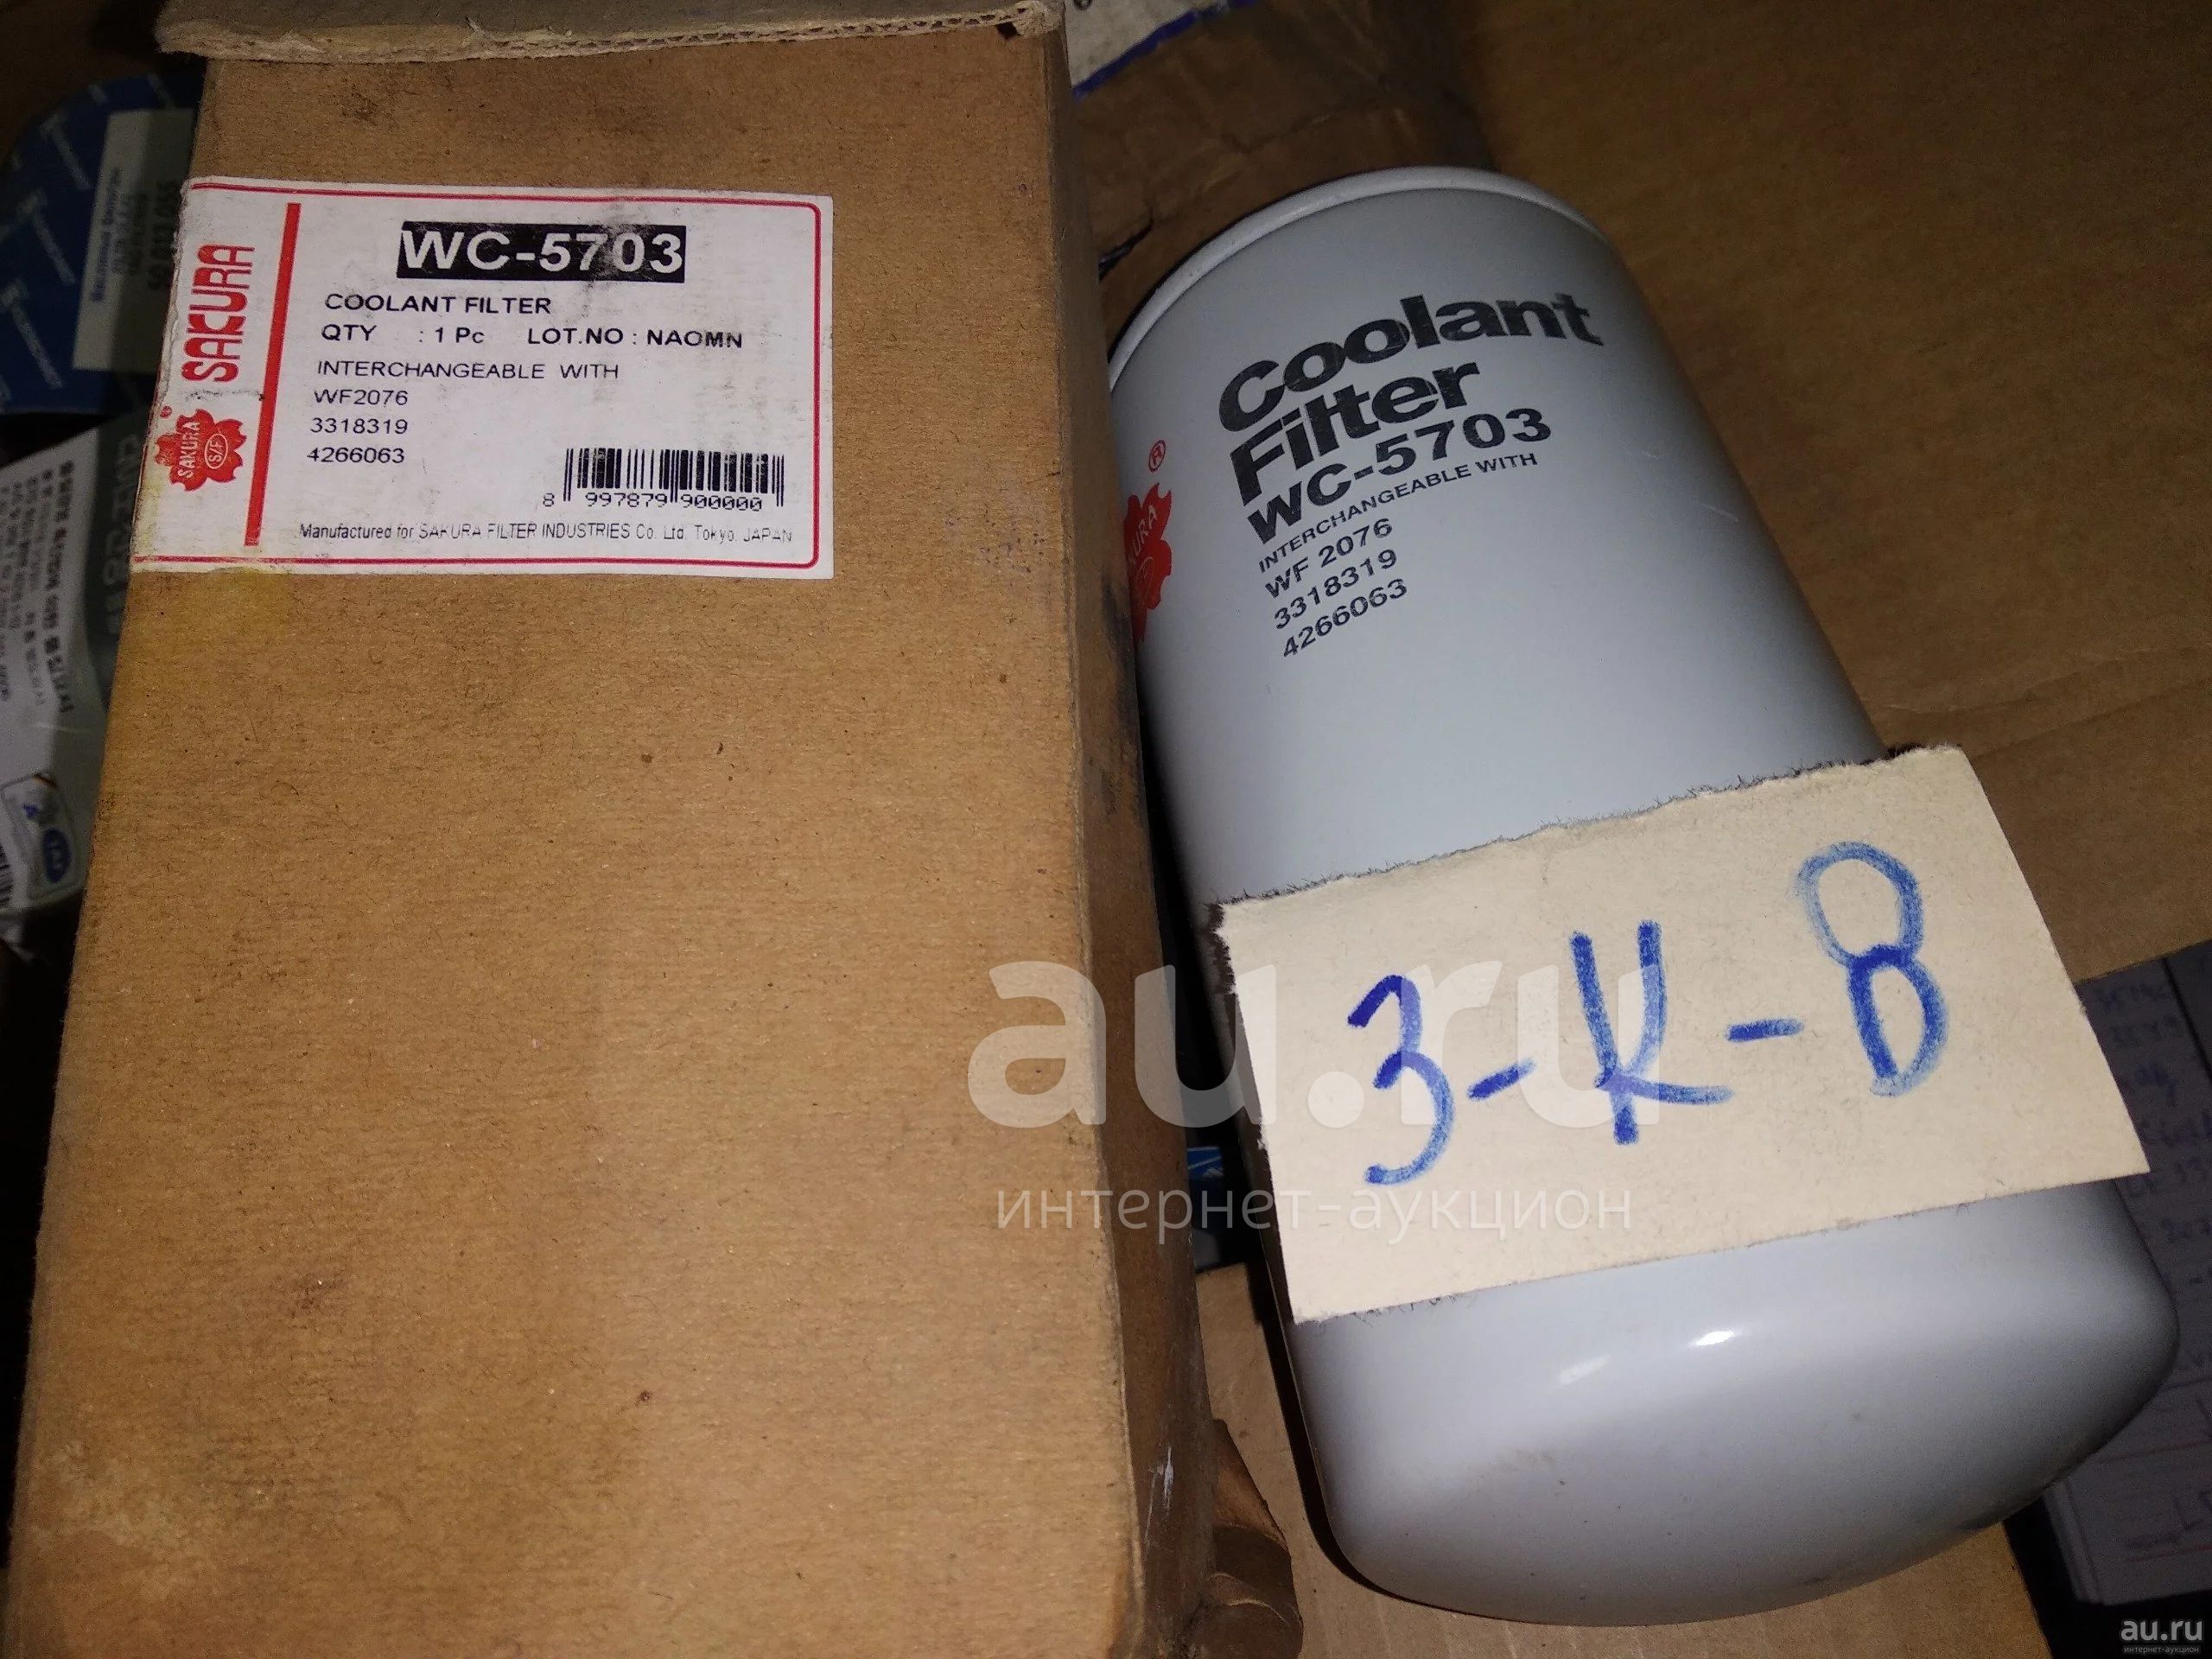 WC-5703
COOLANT FILTER
QTY : 1 Pc LOT.NO : NAOMN
INTERCHANGEABLE WITH
WF2076
3318319
4266063
8 997879 900000
Manufactured for SAKURA FILTER INDUSTRIES Co. Ltd. Tokyo. JAPAN
SAKURA
®
SAKURA
S/F
Coolant
Filter
WC-5703
INTERCHANGEABLE WITH
WF 2076
3318319
4266063
®
3-К-8
au.ru
интернет-аукцион
au.ru
интернет-аукцион